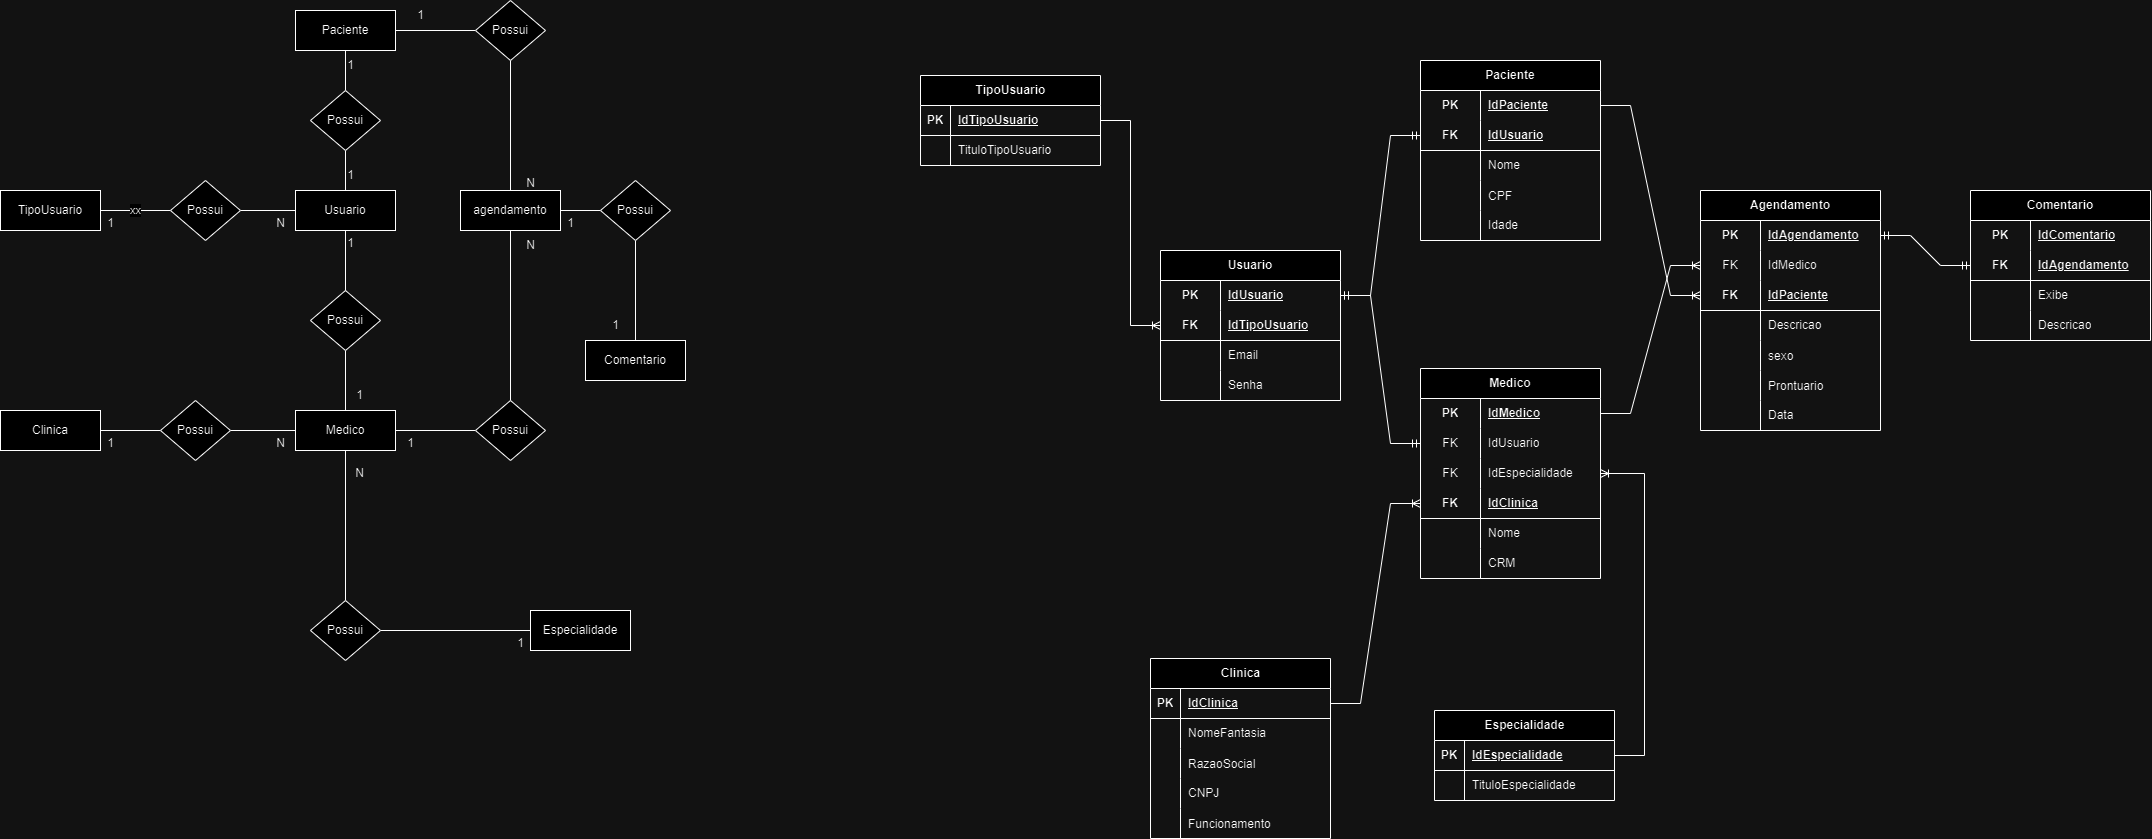 Paciente
1
Possui
1
Possui
1
TipoUsuario
1
xx
Possui
N
Usuario
1
N
agendamento
1
N
Possui
Possui
1
Comentario
1
Clinica
1
Possui
N
Medico
1
Possui
N
Possui
1
Especialidade
TipoUsuario
PK IdTipoUsuario
TituloTipoUsuario
Usuario
PK IdUsuario
FK IdTipoUsuario
Email
Senha
Paciente
PK IdPaciente
FK IdUsuario
Nome
CPF
Idade
Medico
PK IdMedico
FK IdUsuario
FK IdEspecialidade
FK IdClinica
Nome
CRM
Agendamento
PK IdAgendamento
FK IdMedico
FK IdPaciente
Descricao
sexo
Prontuario
Data
Comentario
PK IdComentario
FK IdAgendamento
Exibe
Descricao
Clinica
PK IdClinica
NomeFantasia
RazaoSocial
CNPJ
Funcionamento
Especialidade
PK IdEspecialidade
TituloEspecialidade